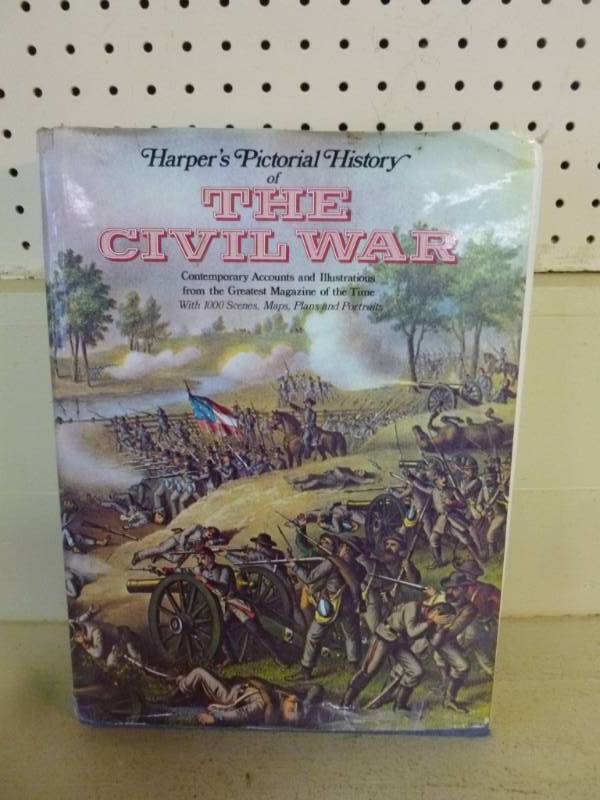 Harper's Pictorial History
of
THE
CIVIL WAR
Contemporary Accounts and Illustrations
from the Greatest Magazine of the Time
With 1000 Scenes, Maps, Plans and Portraits